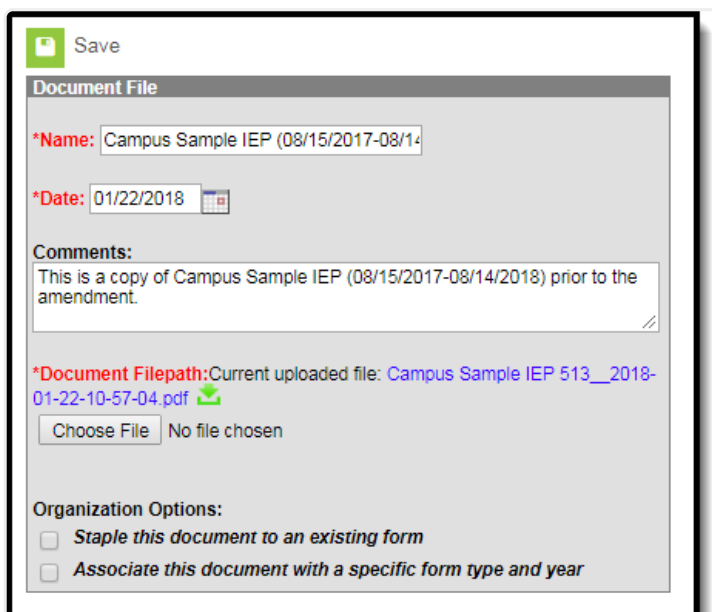 Save
Document File
*Name: Campus Sample IEP (08/15/2017-08/14
*Date: 01/22/2018
Comments:
This is a copy of Campus Sample IEP (08/15/2017-08/14/2018) prior to the
amendment.
*Document Filepath:Current uploaded file: Campus Sample IEP 513__2018-
01-22-10-57-04.pdf
Choose File No file chosen
Organization Options:
Staple this document to an existing form
Associate this document with a specific form type and year